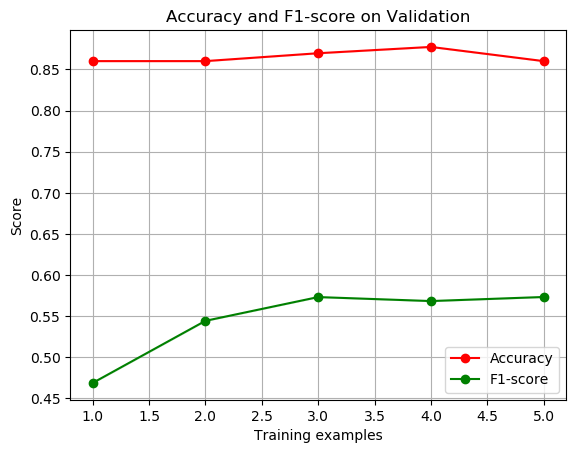 Accuracy and F1-score on Validation
0.85
0.80
0.75
0.70
0.65
0.60
0.55
0.50
0.45
Score
Accuracy
F1-score
1.0 1.5 2.0 2.5 3.0 3.5 4.0 4.5 5.0
Training examples